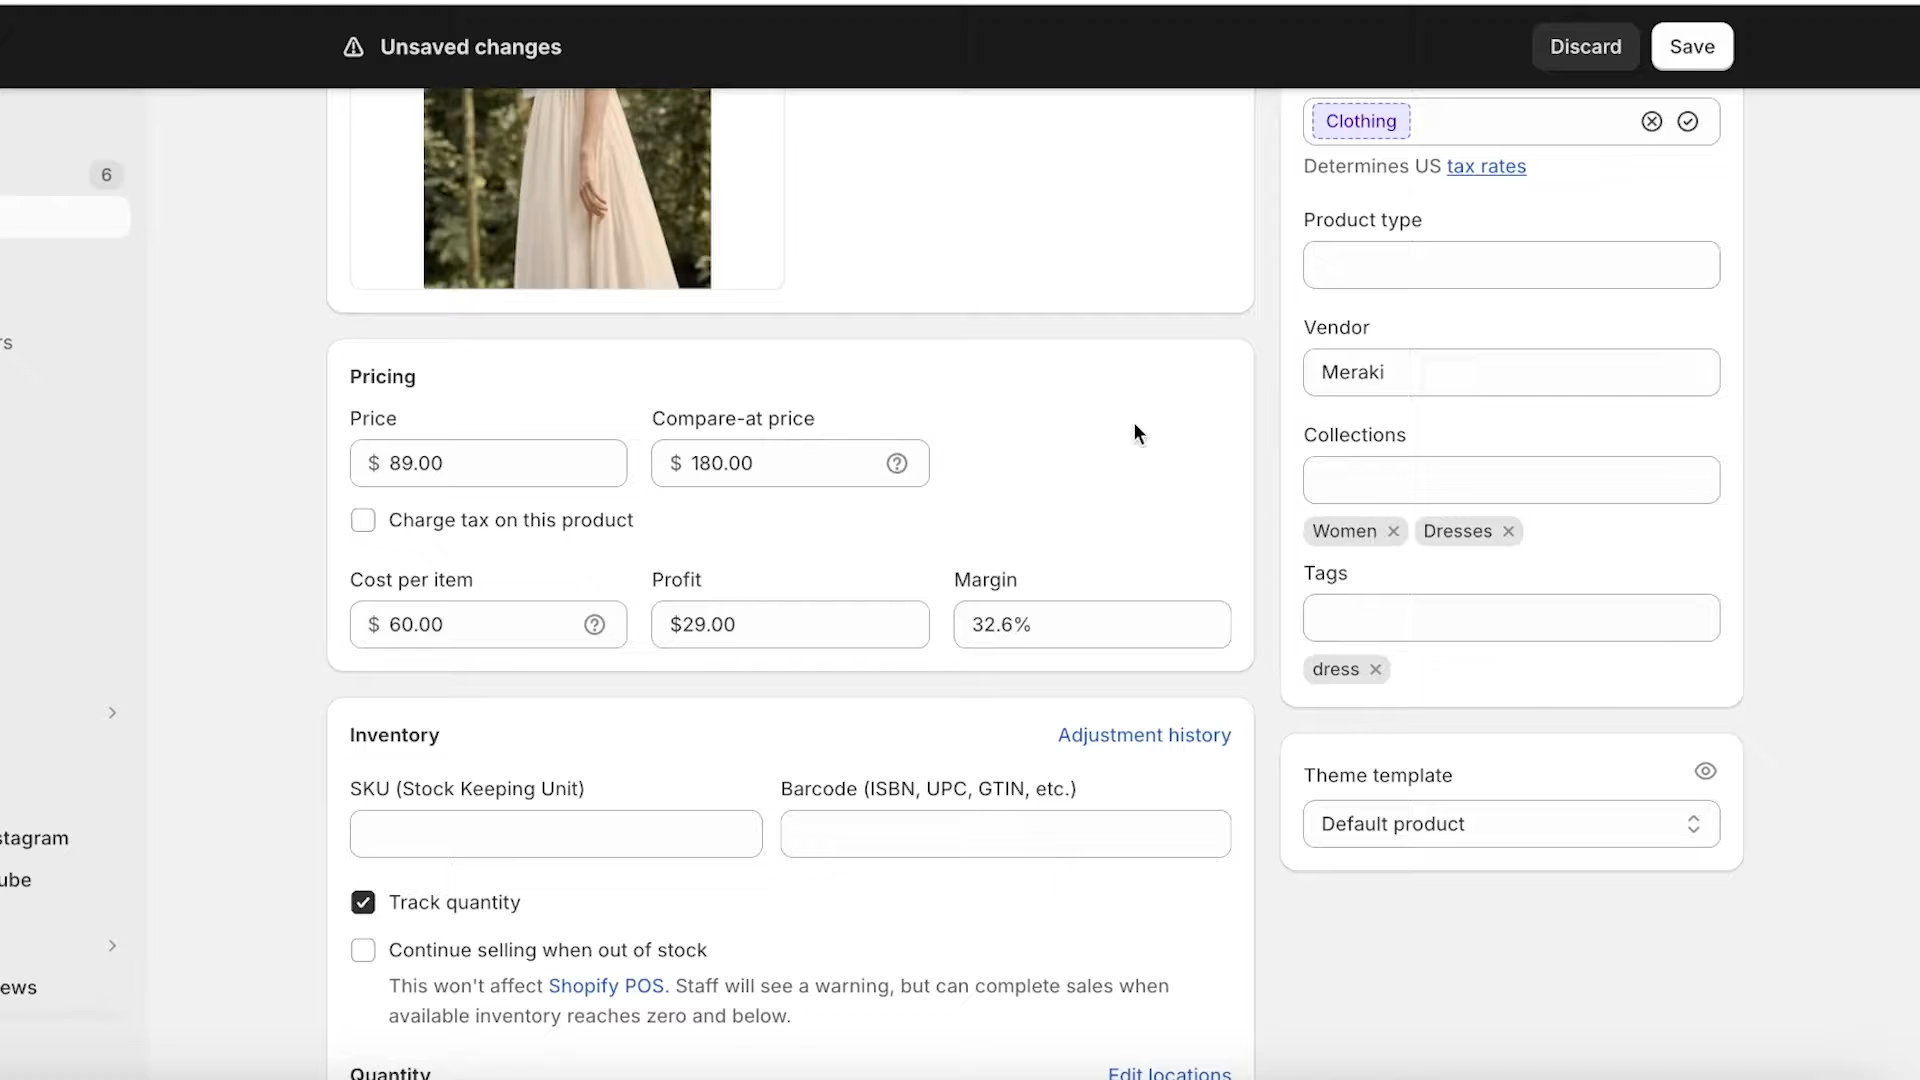 Unsaved changes
Discard
Save
6
rs
stagram
ube
ews
Pricing
Price
Compare-at price
$ 89.00
$ 180.00
Charge tax on this product
Cost per item
Profit
Margin
$ 60.00
$29.00
32.6%
Inventory
Adjustment history
SKU (Stock Keeping Unit)
Barcode (ISBN, UPC, GTIN, etc.)
Track quantity
Continue selling when out of stock
This won't affect Shopify POS. Staff will see a warning, but can complete sales when
available inventory reaches zero and below.
Quantity
Edit locations
Clothing
Determines US tax rates
Product type
Vendor
Meraki
Collections
Women
Dresses
Tags
dress
Theme template
Default product